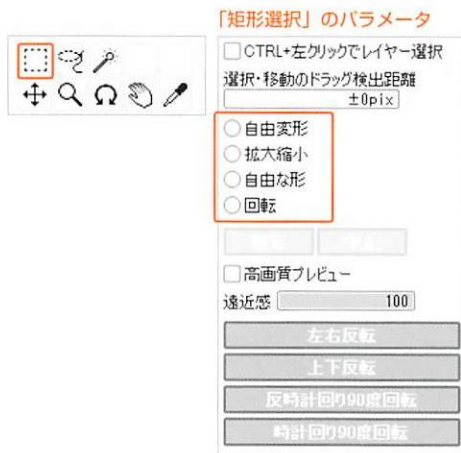 「矩形選択」のパラメータ
CTRL+左クリックでレイヤー選択
選択・移動のドラッグ検出距離
±0pix
自由変形
拡大縮小
自由な形
回転
高画質プレビュー
遠近感 100
左右反転
上下反転
反時計回り90度回転
時計回り90度回転